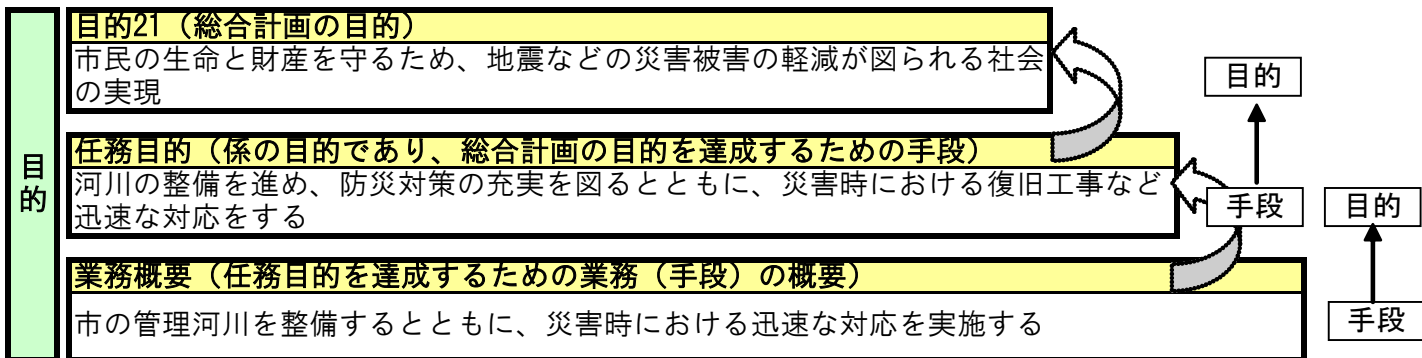 目的
目的21（総合計画の目的）
市民の生命と財産を守るため、地震などの災害被害の軽減が図られる社会
の実現
任務目的（係の目的であり、総合計画の目的を達成するための手段）
河川の整備を進め、防災対策の充実を図るとともに、災害時における復旧工事など
迅速な対応をする
業務概要（任務目的を達成するための業務（手段）の概要）
市の管理河川を整備するとともに、災害時における迅速な対応を実施する
目的
手段
目的
手段